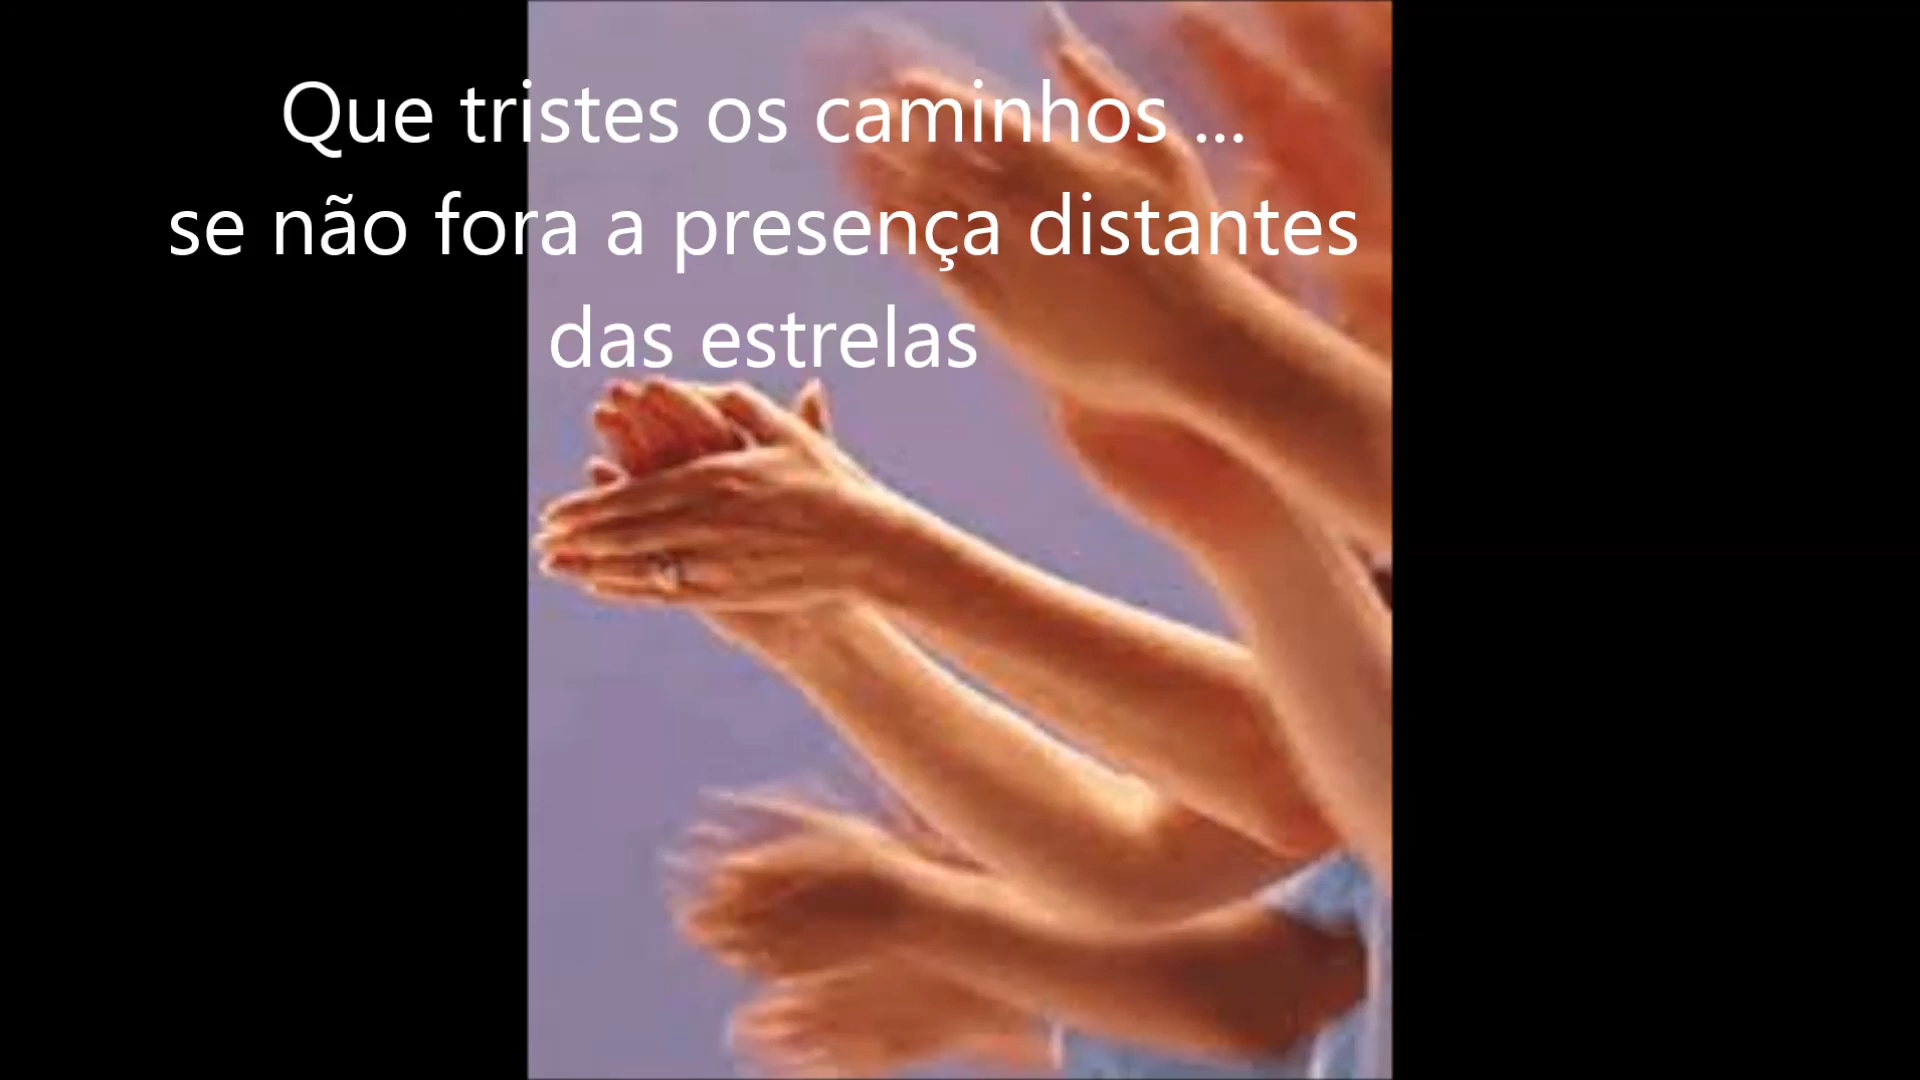 Que tristes os caminhos ...
se não fora a presença distantes
das estrelas